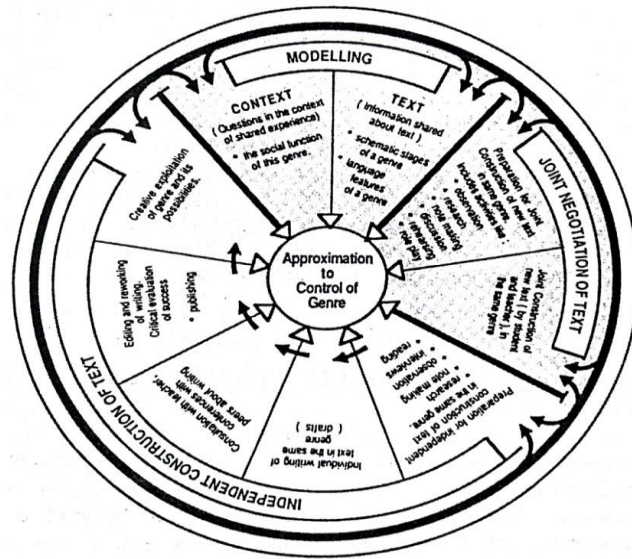 MODELLING
CONTEXT
( Questions in the context
of shared experience)
• the social function
of this genre.
TEXT
( Information shared
about text ).
• schematic stages
of a genre
• language
features
of a genre
JOINT NEGOTIATION OF TEXT
Preparation for Joint
Construction of new text
in same genre.
Includes activities like :
• observation
• research
• note making
• discussion
• rehearsing
• role play
Joint Construction of
new text ( by student
and teacher ), in
the same genre
INDEPENDENT CONSTRUCTION OF TEXT
Preparation for independent
construction of text
in the same genre
• research
• note making
• observation
• interviews
• reading
Individual writing of
text in the same
genre
( drafts )
Consultation with teacher,
conferences with
peers about writing
Editing and reworking
of writing.
Critical evaluation
of success
• publishing
Creative exploitation
of genre and its
possibilities.
Approximation
to
Control of
Genre